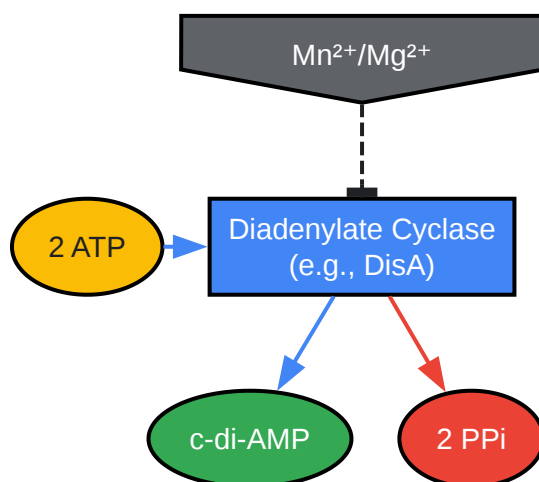 Mn²⁺/Mg²⁺
2 ATP
Diadenylate Cyclase
(e.g., DisA)
c-di-AMP
2 PPi